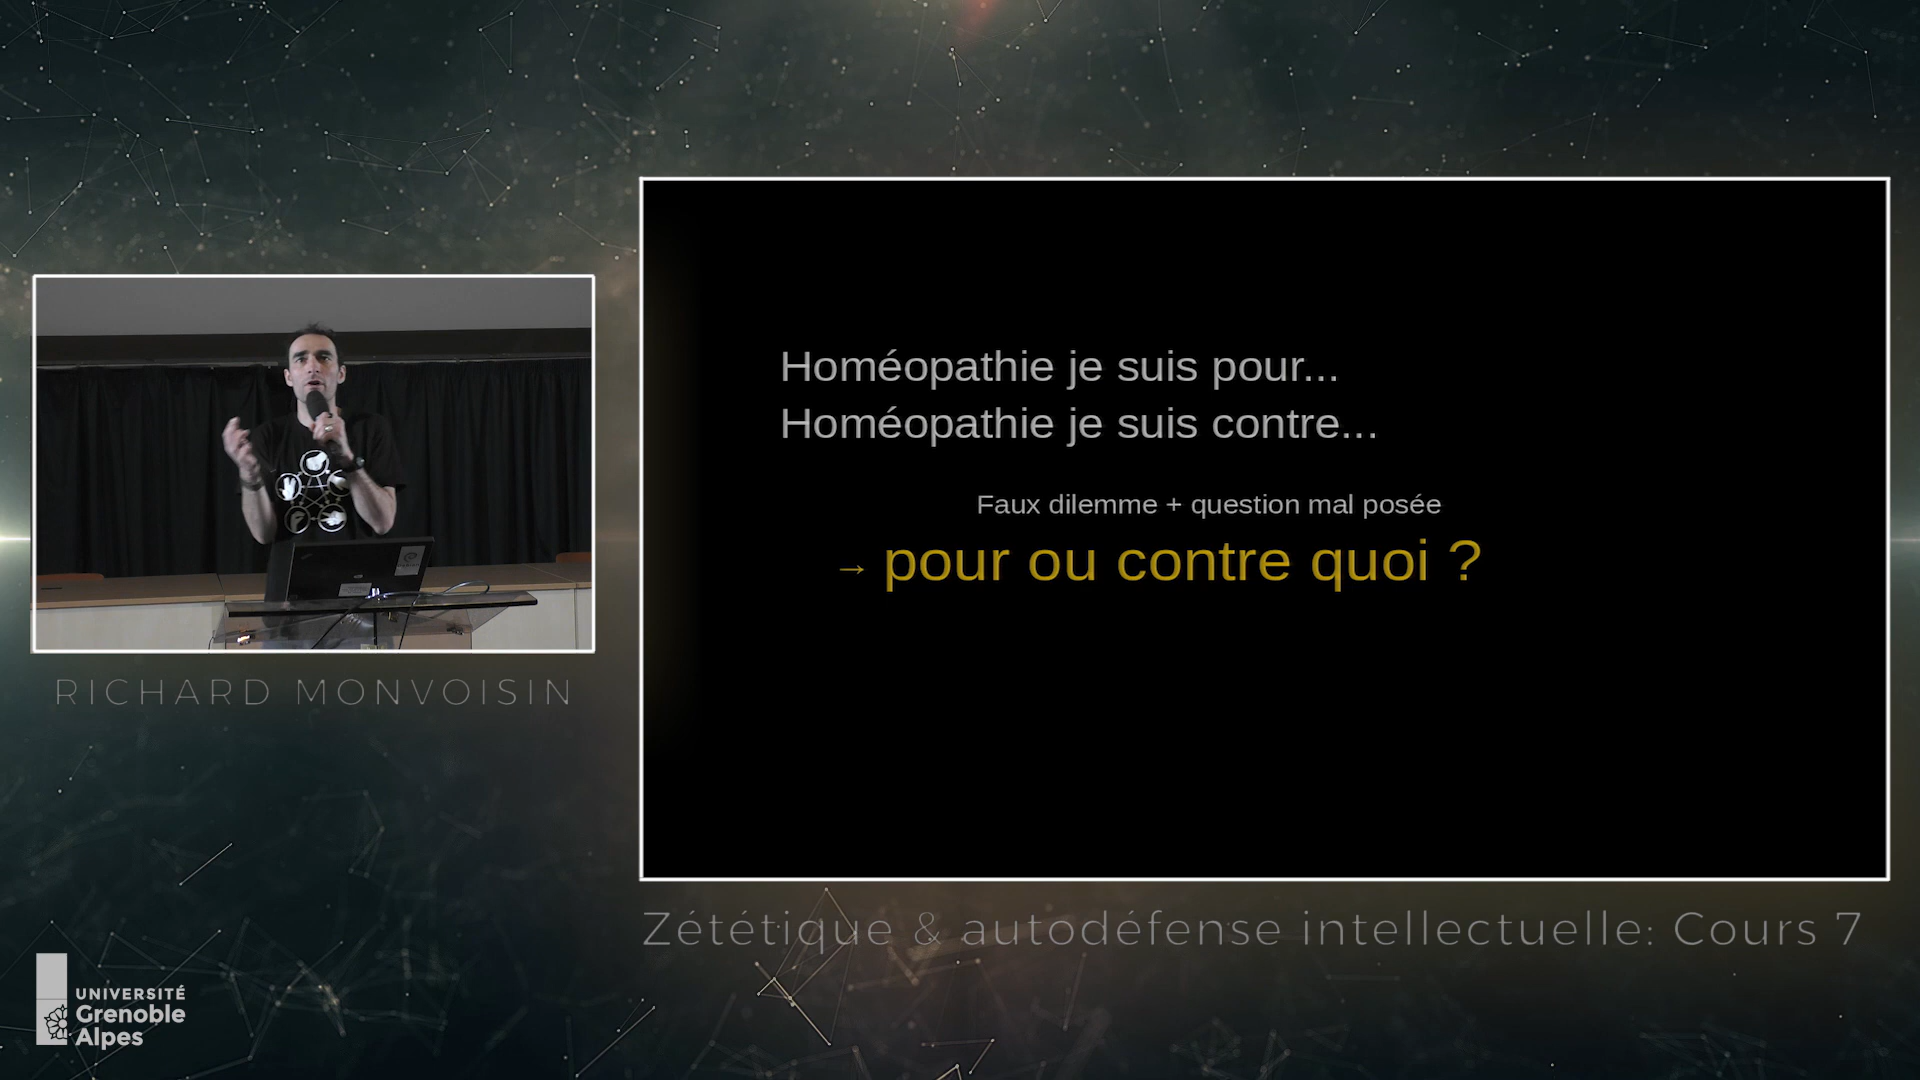 Homéopathie je suis pour...
Homéopathie je suis contre...
Faux dilemme + question mal posée
→ pour ou contre quoi ?
RICHARD MONVOISIN
Zététique & autodéfense intellectuelle: Cours 7
UNIVERSITÉ
Grenoble
Alpes